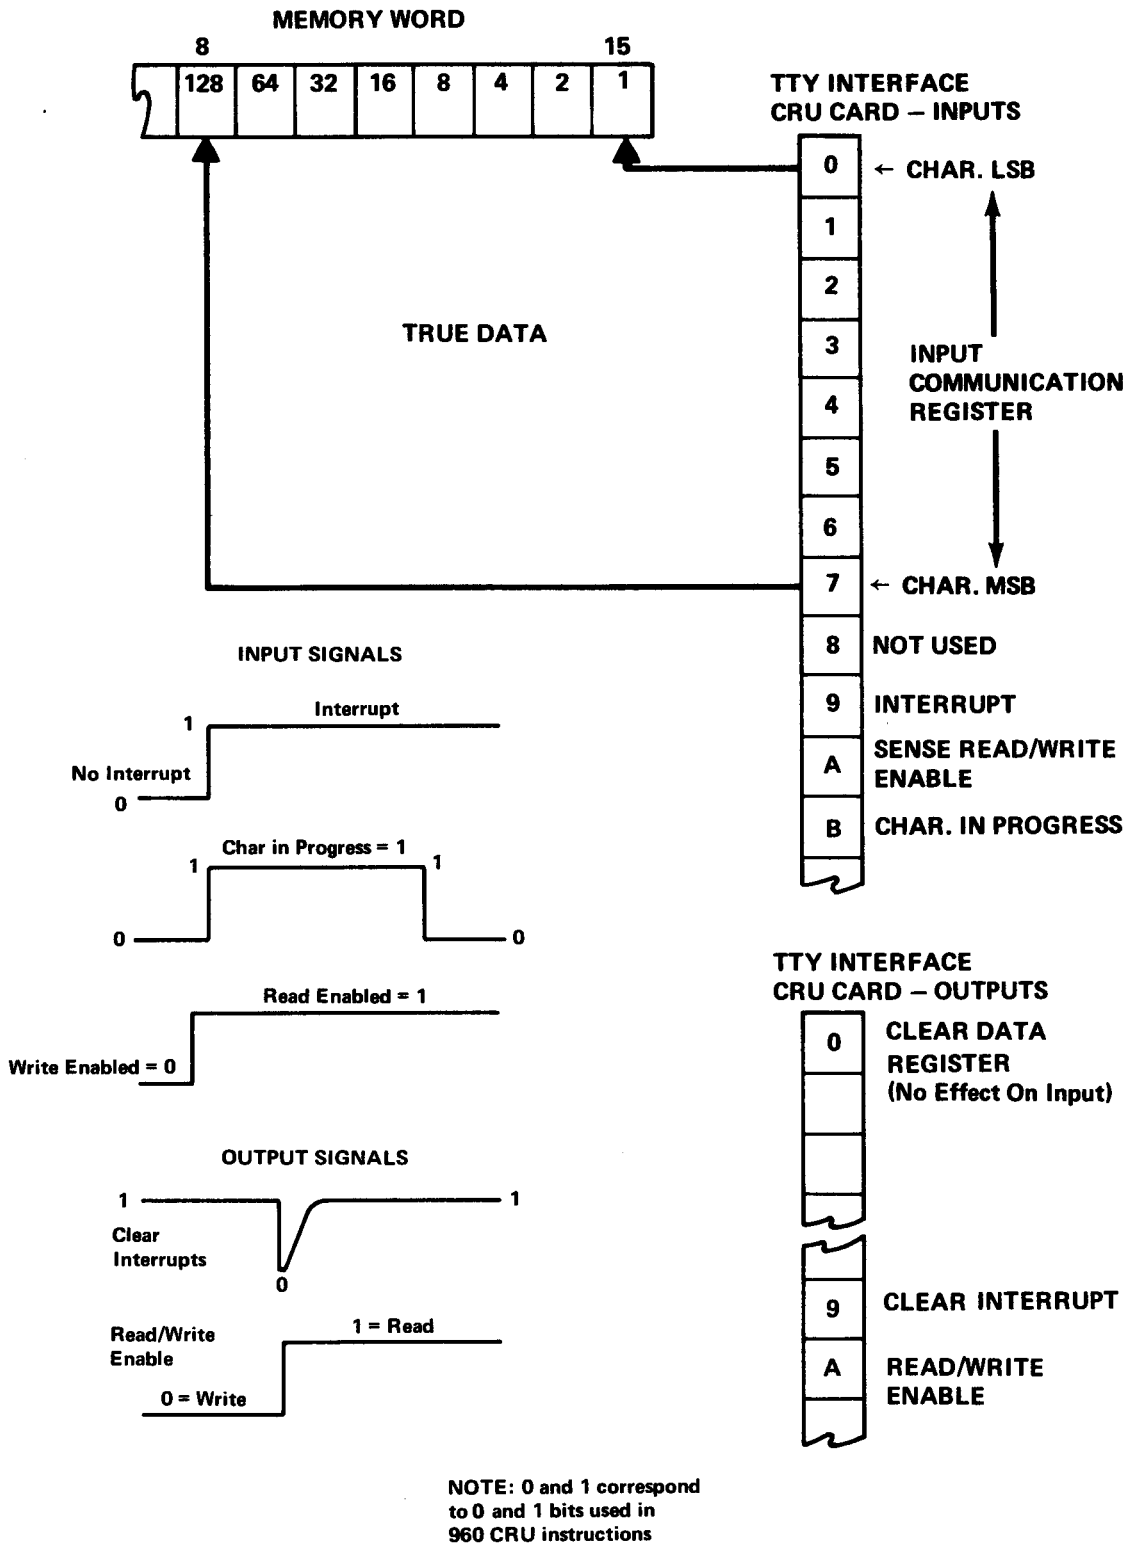 MEMORY WORD
8 15
128 64 32 16 8 4 2 1
TTY INTERFACE
CRU CARD – INPUTS
0 ← CHAR. LSB
1
2
3
4
5
6
7 ← CHAR. MSB
INPUT
COMMUNICATION
REGISTER
TRUE DATA
8 NOT USED
9 INTERRUPT
A SENSE READ/WRITE
ENABLE
B CHAR. IN PROGRESS
INPUT SIGNALS
1 Interrupt
No Interrupt
0
Char in Progress = 1
1 1
0 0
Read Enabled = 1
Write Enabled = 0
OUTPUT SIGNALS
1 1
Clear
Interrupts
0
Read/Write
Enable
1 = Read
0 = Write
TTY INTERFACE
CRU CARD – OUTPUTS
0 CLEAR DATA
REGISTER
(No Effect On Input)
9 CLEAR INTERRUPT
A READ/WRITE
ENABLE
NOTE: 0 and 1 correspond
to 0 and 1 bits used in
960 CRU instructions